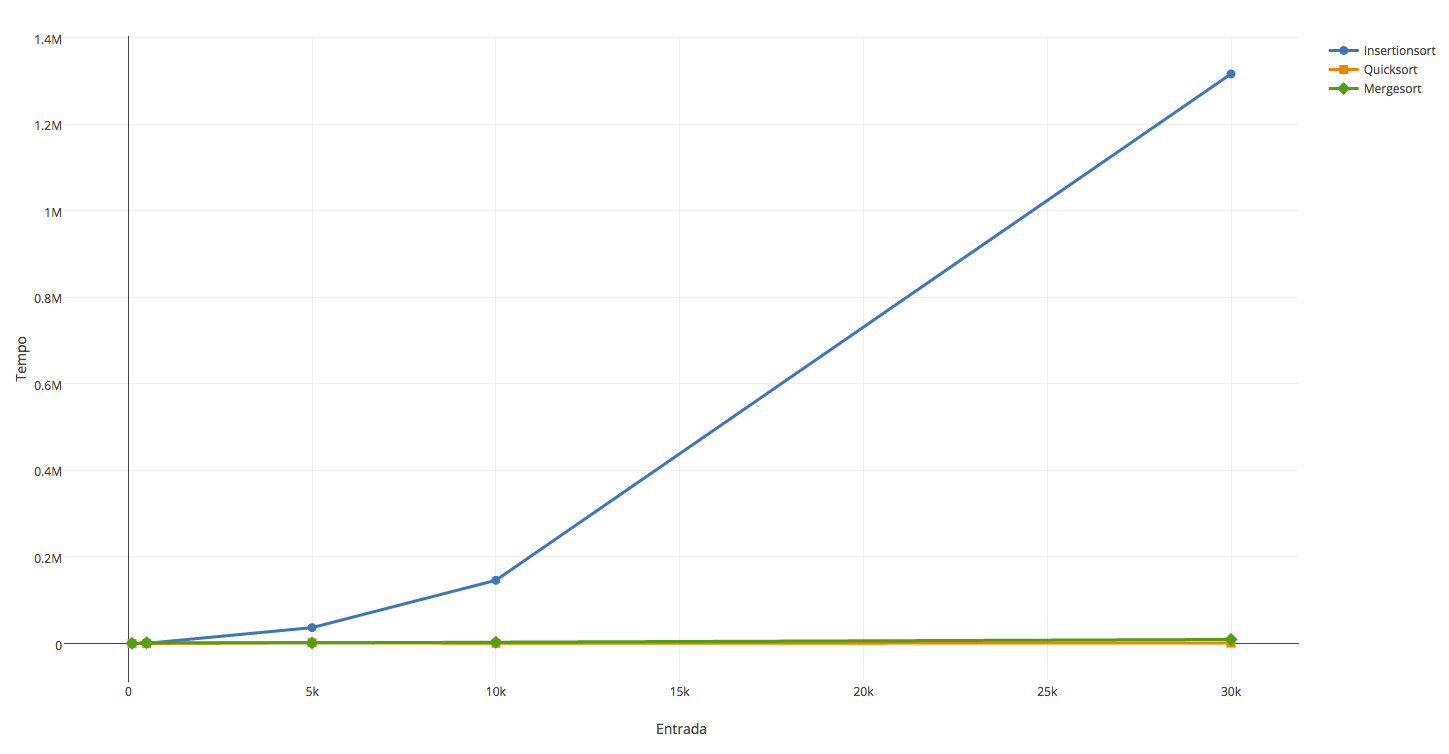 1.4M
1.2M
1M
0.8M
0.6M
0.4M
0.2M
0
Tempo
0 5k 10k 15k 20k 25k 30k
Entrada
Insertionsort
Quicksort
Mergesort